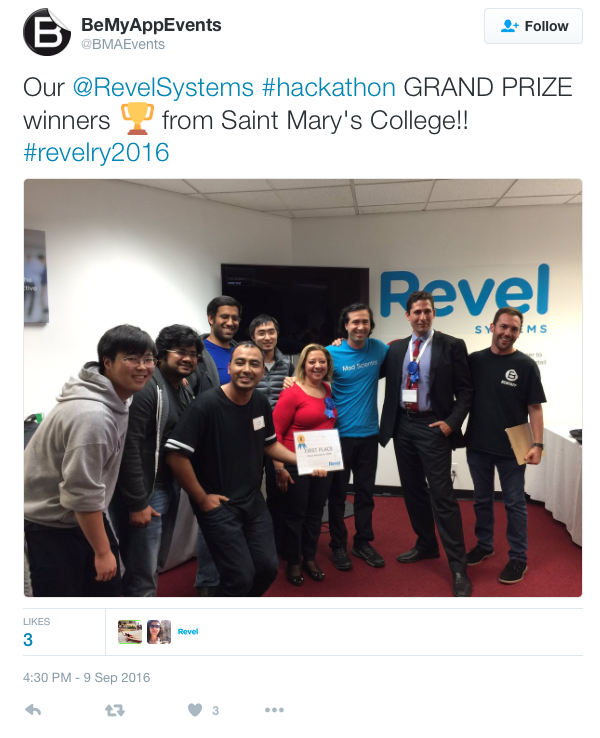 BeMyAppEvents
@BMAEvents
Follow
Our @RevelSystems #hackathon GRAND PRIZE
winners 🏆 from Saint Mary's College!!
#revelry2016
Revel
SYSTEMS
Mad Scientist
BEMYAPP
FIRST PLACE
Revel
LIKES
3
Revel
4:30 PM - 9 Sep 2016
3